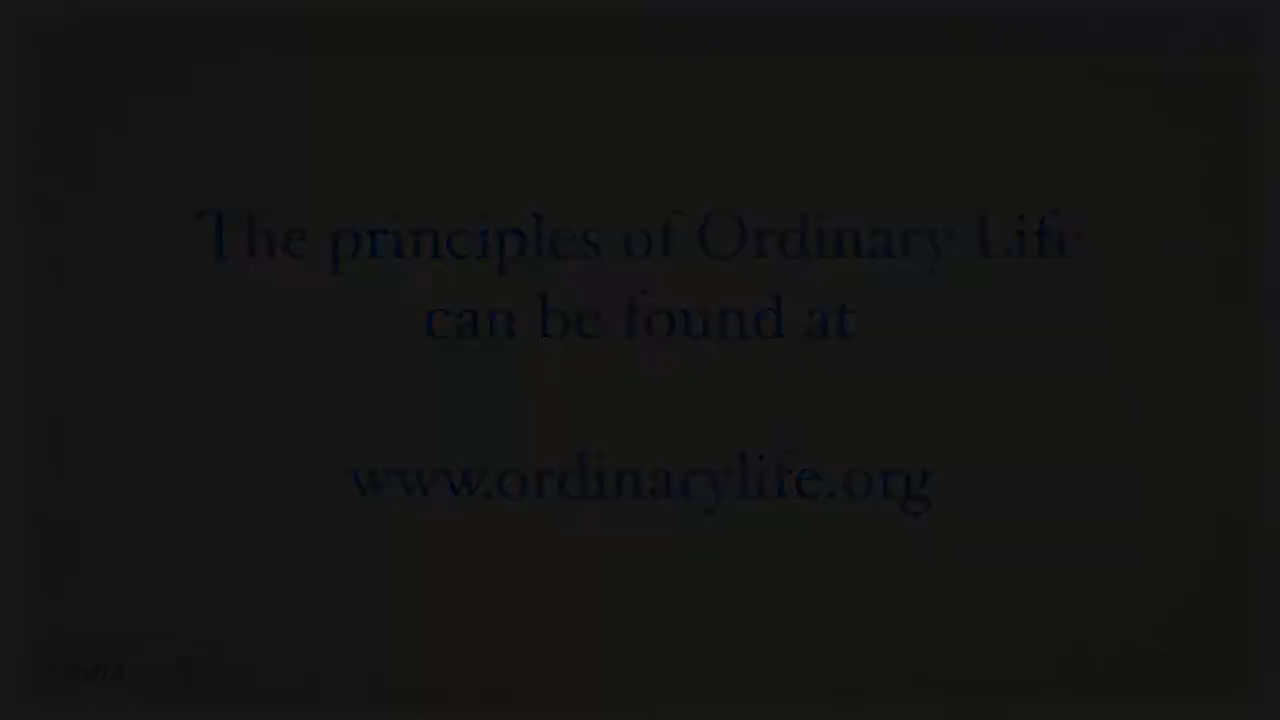 The principles of Ordinary Life
can be found at
www.ordinarylife.org